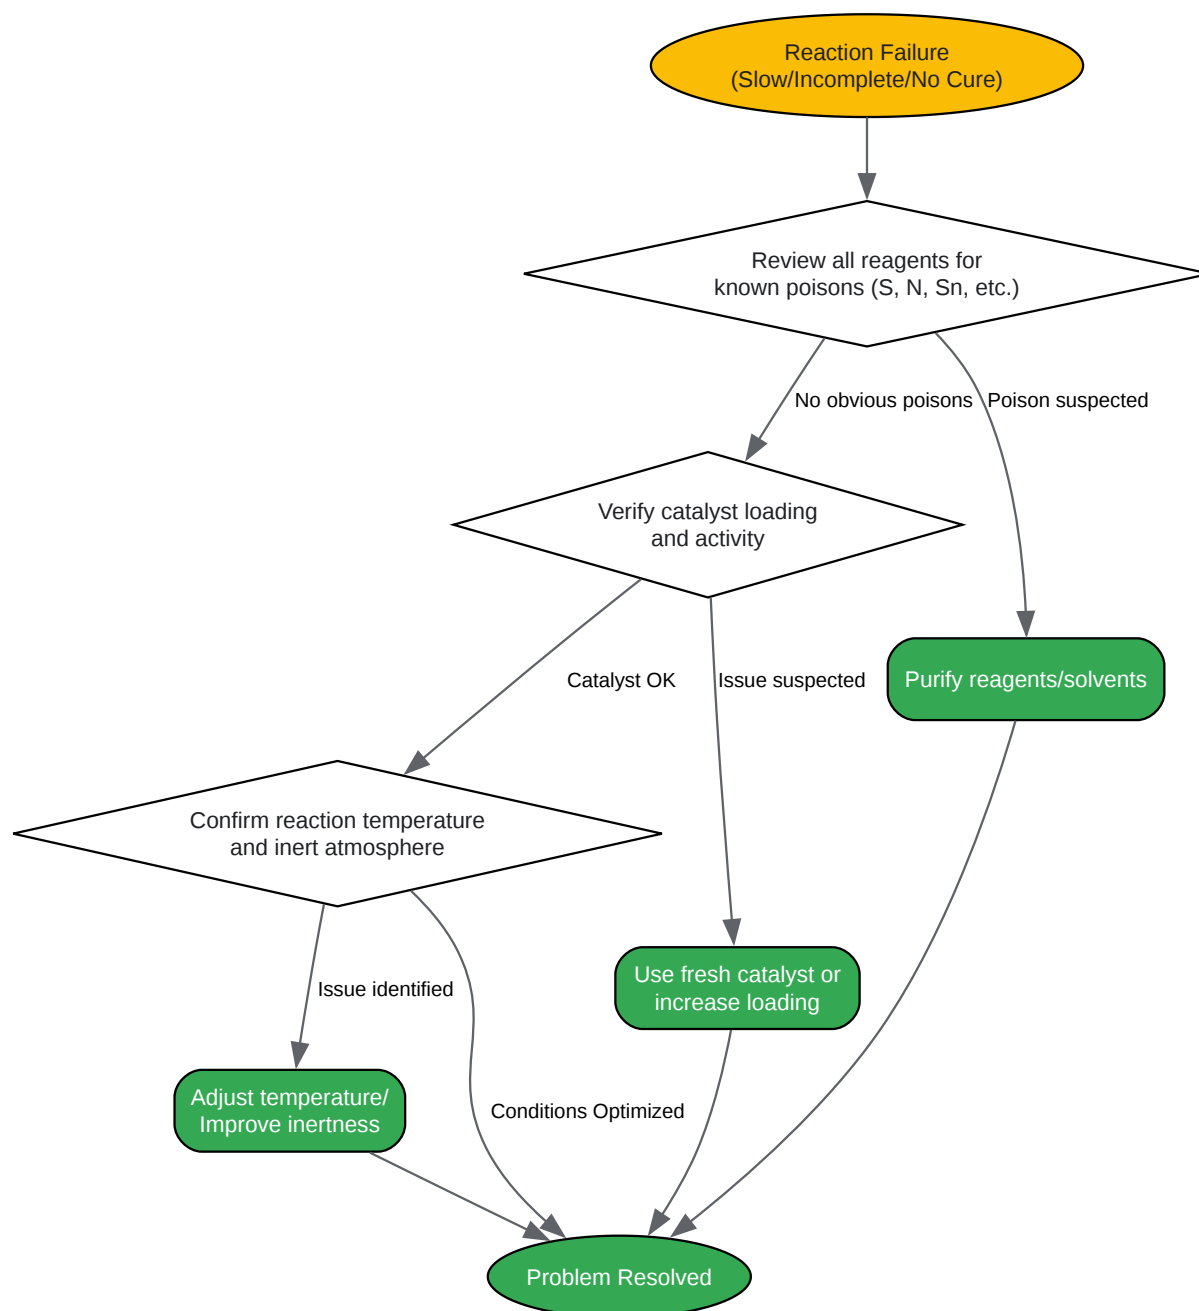 Reaction Failure
(Slow/Incomplete/No Cure)
Review all reagents for
known poisons (S, N, Sn, etc.)
No obvious poisons
Poison suspected
Verify catalyst loading
and activity
Catalyst OK
Issue suspected
Purify reagents/solvents
Confirm reaction temperature
and inert atmosphere
Issue identified
Use fresh catalyst or
increase loading
Adjust temperature/
Improve inertness
Conditions Optimized
Problem Resolved